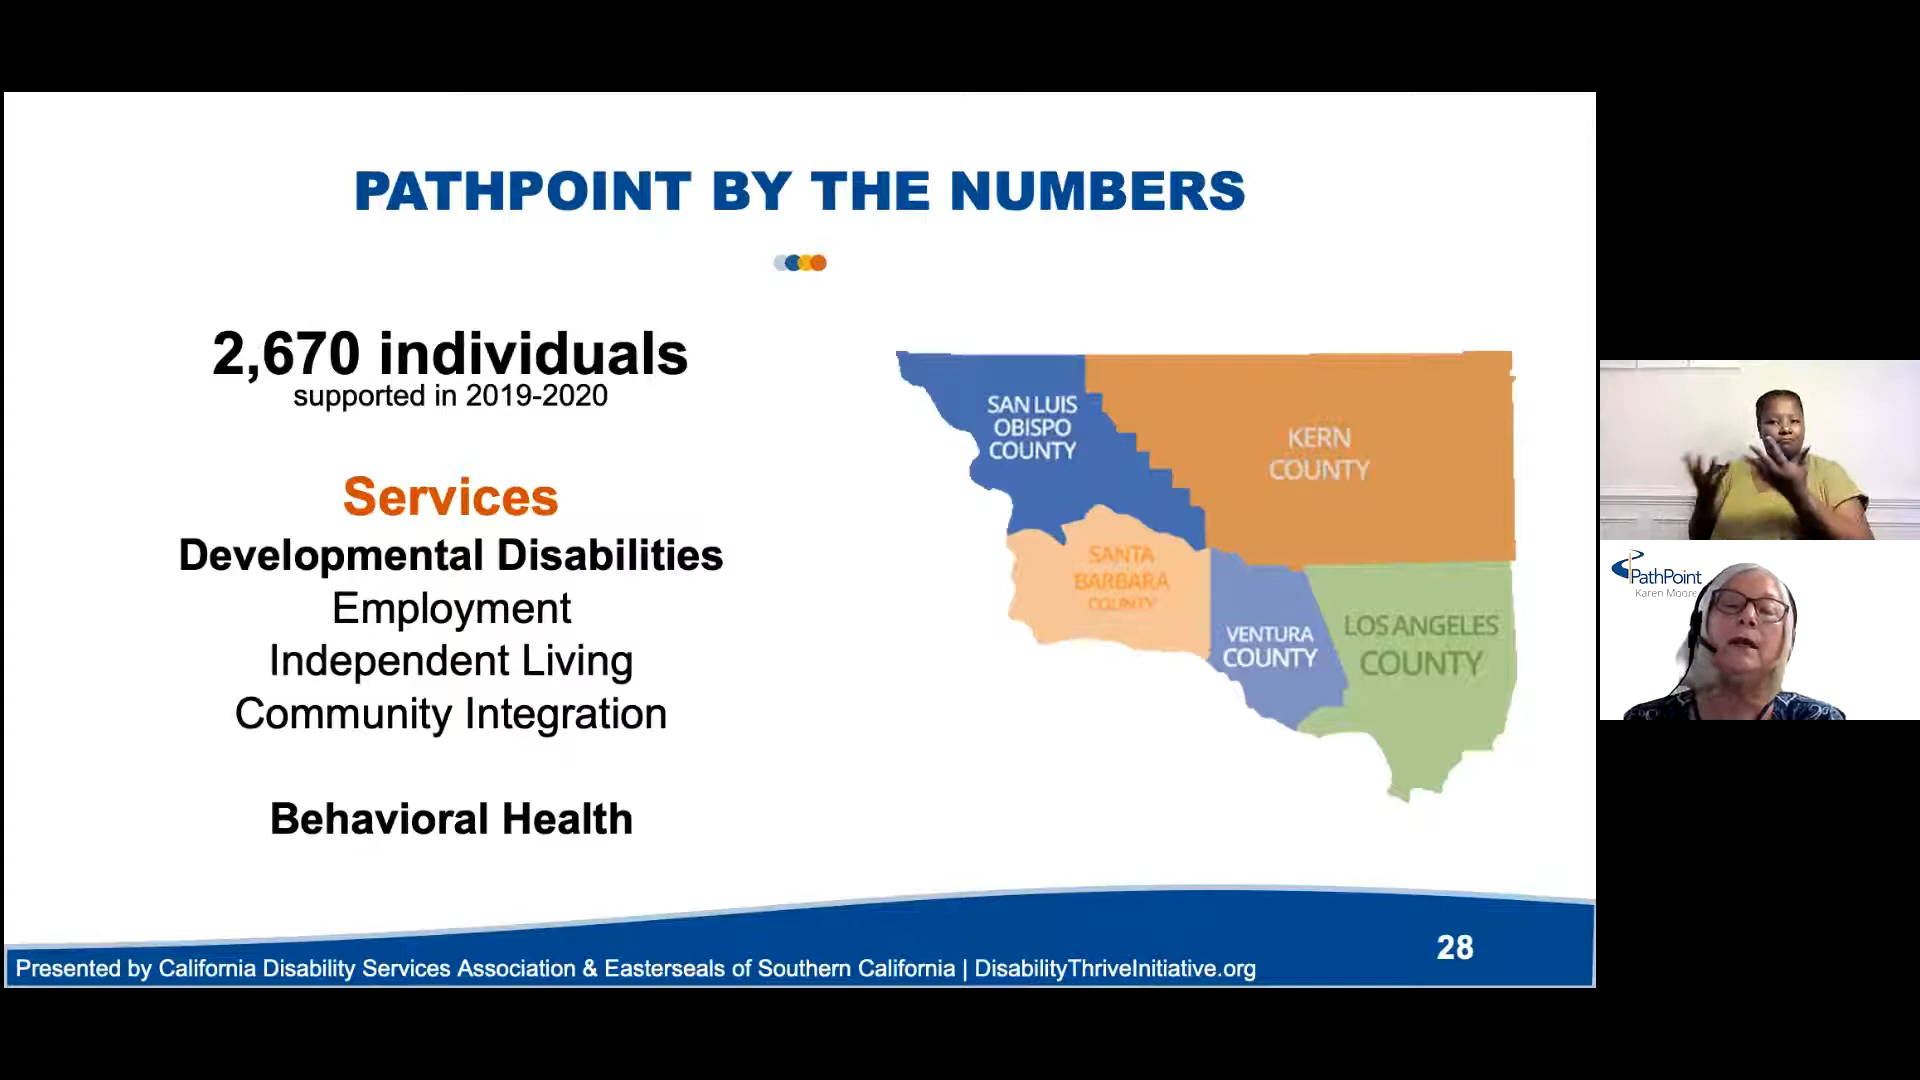 PATHPOINT BY THE NUMBERS
2,670 individuals
supported in 2019-2020
Services
Developmental Disabilities
Employment
Independent Living
Community Integration
Behavioral Health
SAN LUIS
OBISPO
COUNTY
KERN
COUNTY
SANTA
BARBARA
COUNTY
VENTURA
COUNTY
LOS ANGELES
COUNTY
28
Presented by California Disability Services Association & Easterseals of Southern California | DisabilityThriveInitiative.org
PathPoint
Karen Moore